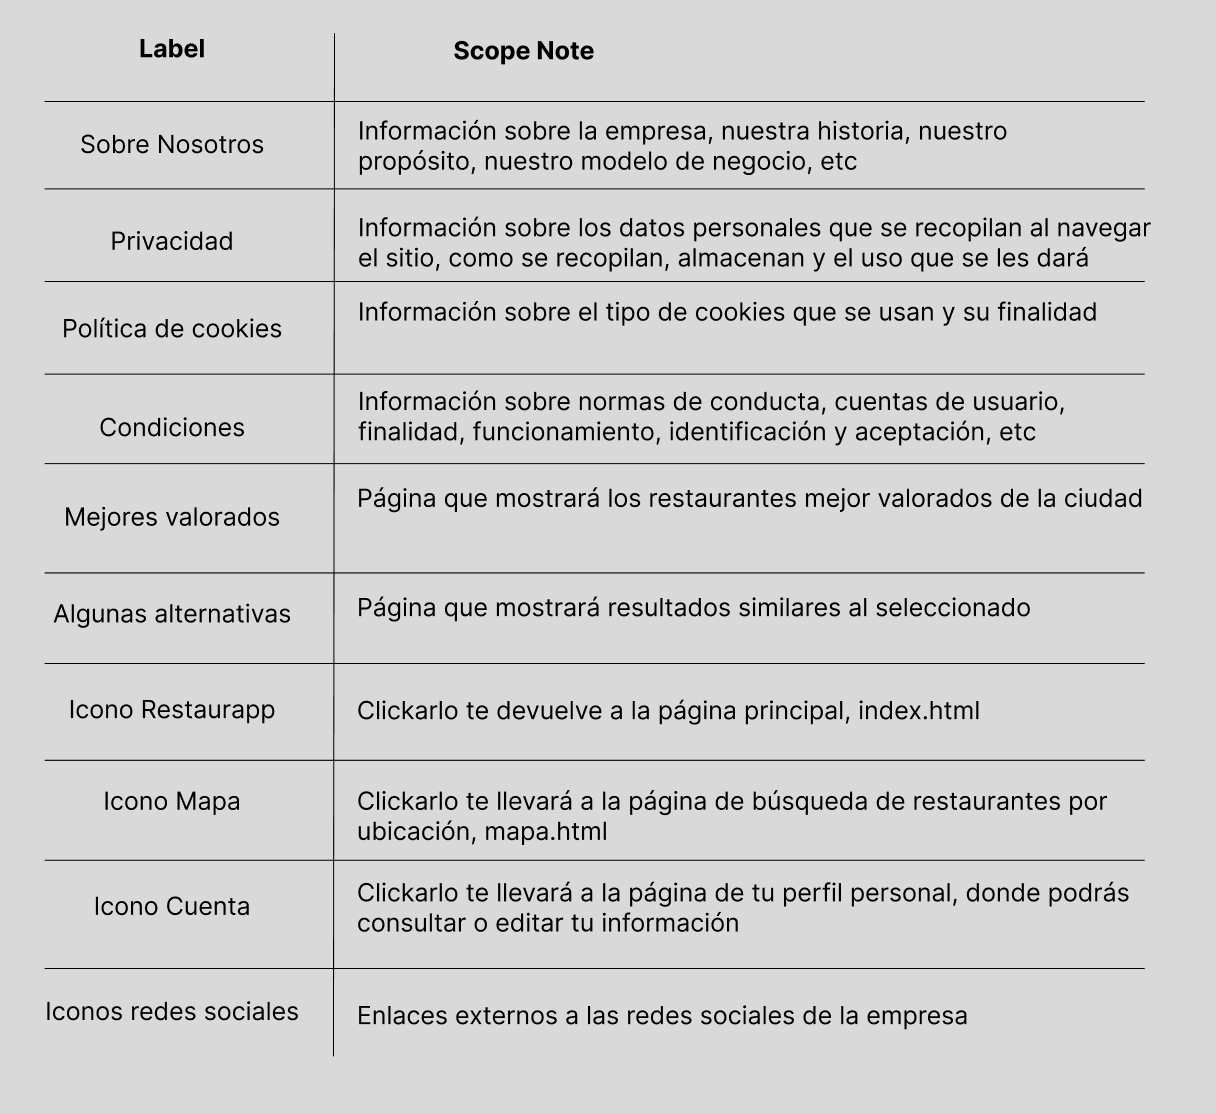 Label
Scope Note
Sobre Nosotros
Información sobre la empresa, nuestra historia, nuestro
propósito, nuestro modelo de negocio, etc
Privacidad
Información sobre los datos personales que se recopilan al navegar
el sitio, como se recopilan, almacenan y el uso que se les dará
Política de cookies
Información sobre el tipo de cookies que se usan y su finalidad
Condiciones
Información sobre normas de conducta, cuentas de usuario,
finalidad, funcionamiento, identificación y aceptación, etc
Mejores valorados
Página que mostrará los restaurantes mejor valorados de la ciudad
Algunas alternativas
Página que mostrará resultados similares al seleccionado
Icono Restaurapp
Clickarlo te devuelve a la página principal, index.html
Icono Mapa
Clickarlo te llevará a la página de búsqueda de restaurantes por
ubicación, mapa.html
Icono Cuenta
Clickarlo te llevará a la página de tu perfil personal, donde podrás
consultar o editar tu información
Iconos redes sociales
Enlaces externos a las redes sociales de la empresa